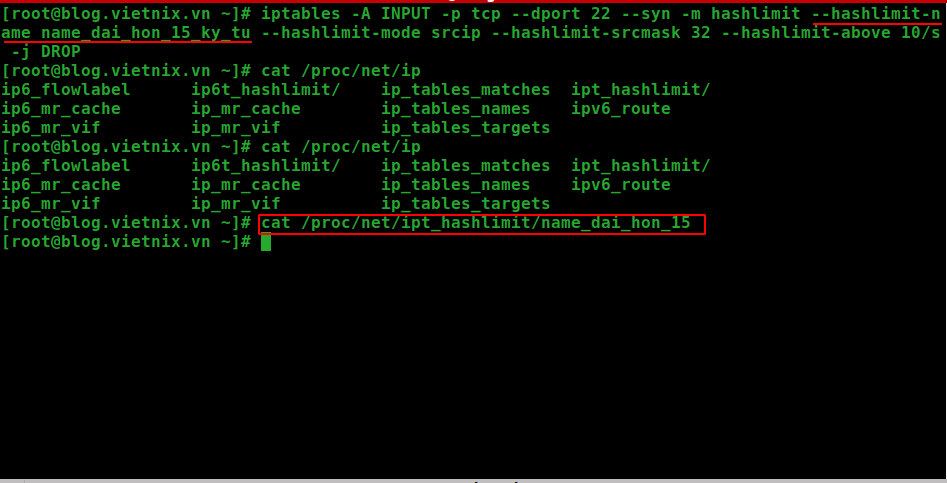 [root@blog.vietnix.vn ~]# iptables -A INPUT -p tcp --dport 22 --syn -m hashlimit --hashlimit-n
ame name_dai_hon_15_ky_tu --hashlimit-mode srcip --hashlimit-srcmask 32 --hashlimit-above 10/s
 -j DROP
[root@blog.vietnix.vn ~]# cat /proc/net/ip
ip6_flowlabel      ip6t_hashlimit/    ip_tables_matches  ipt_hashlimit/
ip6_mr_cache       ip_mr_cache        ip_tables_names    ipv6_route
ip6_mr_vif         ip_mr_vif          ip_tables_targets
[root@blog.vietnix.vn ~]# cat /proc/net/ip
ip6_flowlabel      ip6t_hashlimit/    ip_tables_matches  ipt_hashlimit/
ip6_mr_cache       ip_mr_cache        ip_tables_names    ipv6_route
ip6_mr_vif         ip_mr_vif          ip_tables_targets
[root@blog.vietnix.vn ~]# cat /proc/net/ipt_hashlimit/name_dai_hon_15
[root@blog.vietnix.vn ~]#